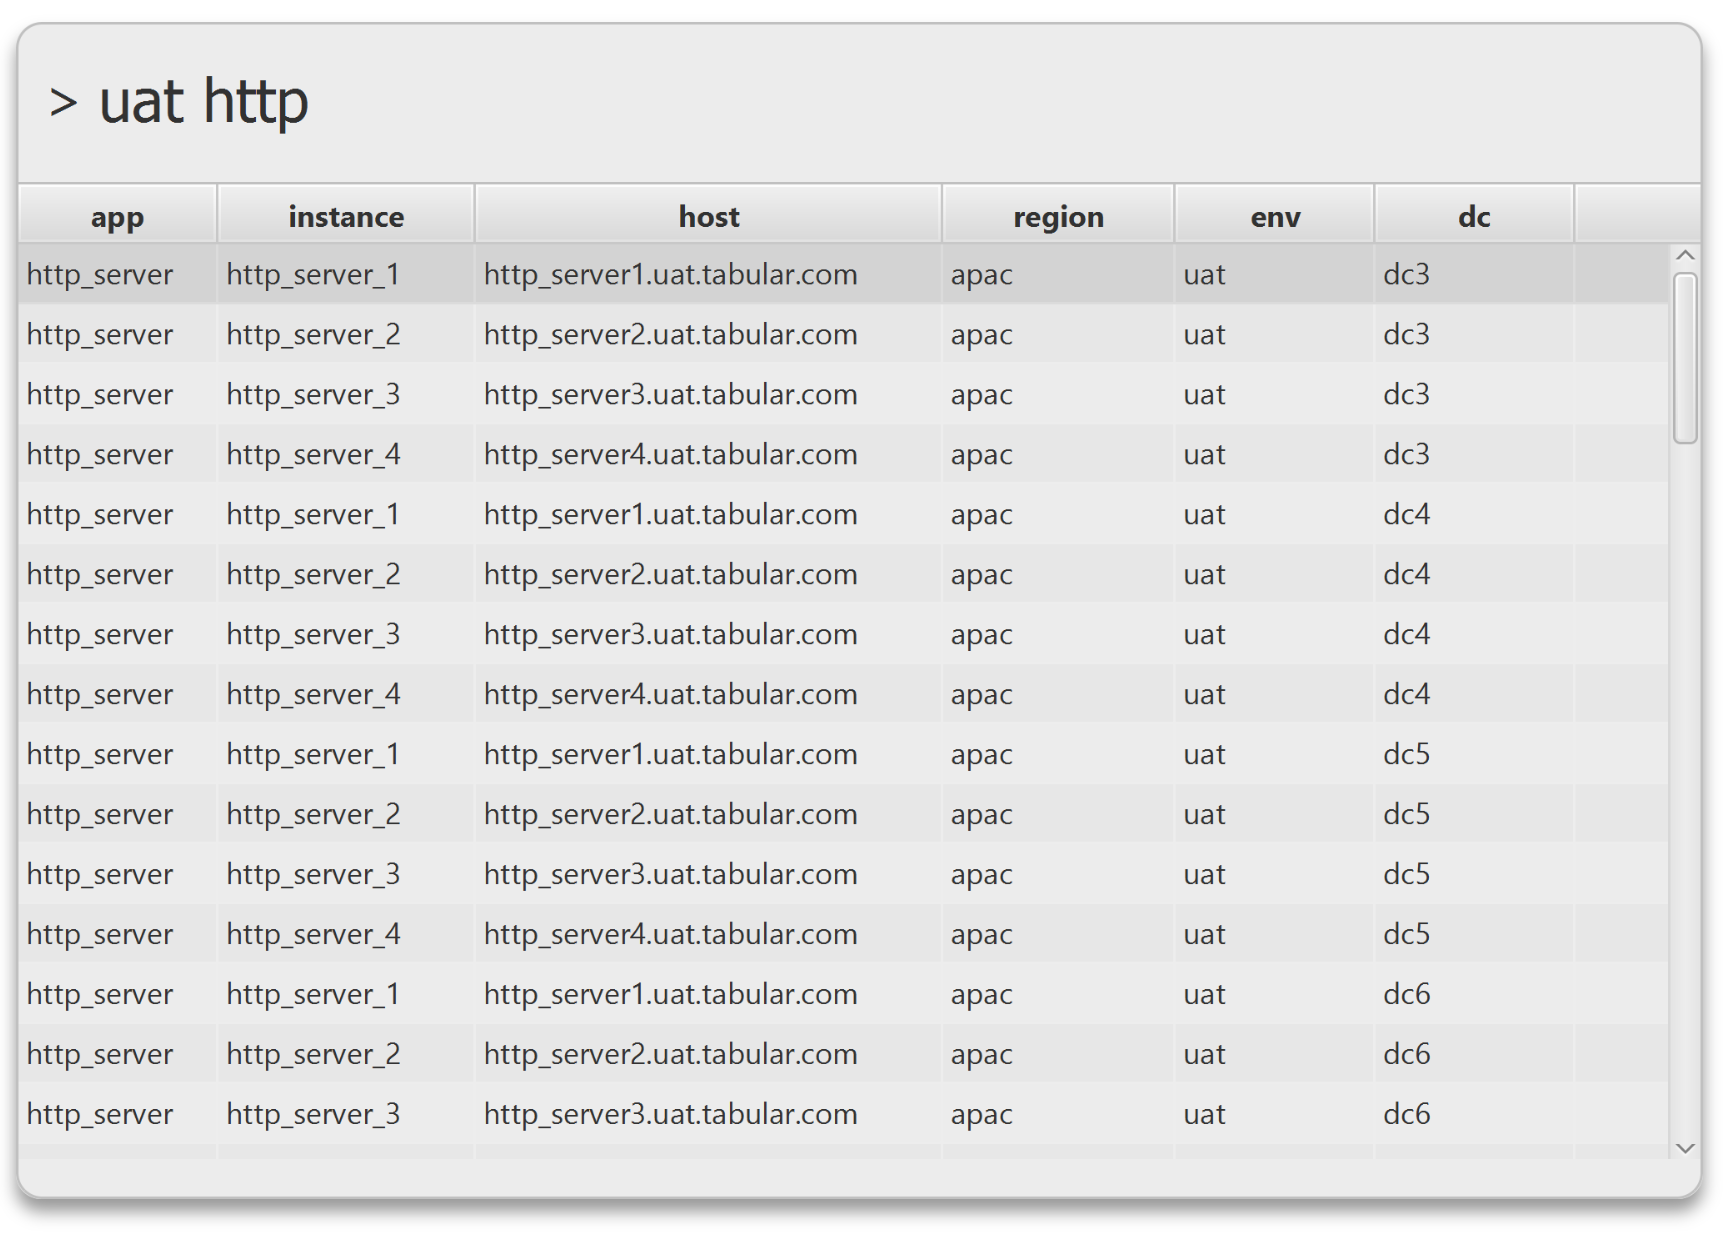 > uat http
app instance host region env dc
http_server http_server_1 http_server1.uat.tabular.com apac uat dc3
http_server http_server_2 http_server2.uat.tabular.com apac uat dc3
http_server http_server_3 http_server3.uat.tabular.com apac uat dc3
http_server http_server_4 http_server4.uat.tabular.com apac uat dc3
http_server http_server_1 http_server1.uat.tabular.com apac uat dc4
http_server http_server_2 http_server2.uat.tabular.com apac uat dc4
http_server http_server_3 http_server3.uat.tabular.com apac uat dc4
http_server http_server_4 http_server4.uat.tabular.com apac uat dc4
http_server http_server_1 http_server1.uat.tabular.com apac uat dc5
http_server http_server_2 http_server2.uat.tabular.com apac uat dc5
http_server http_server_3 http_server3.uat.tabular.com apac uat dc5
http_server http_server_4 http_server4.uat.tabular.com apac uat dc5
http_server http_server_1 http_server1.uat.tabular.com apac uat dc6
http_server http_server_2 http_server2.uat.tabular.com apac uat dc6
http_server http_server_3 http_server3.uat.tabular.com apac uat dc6